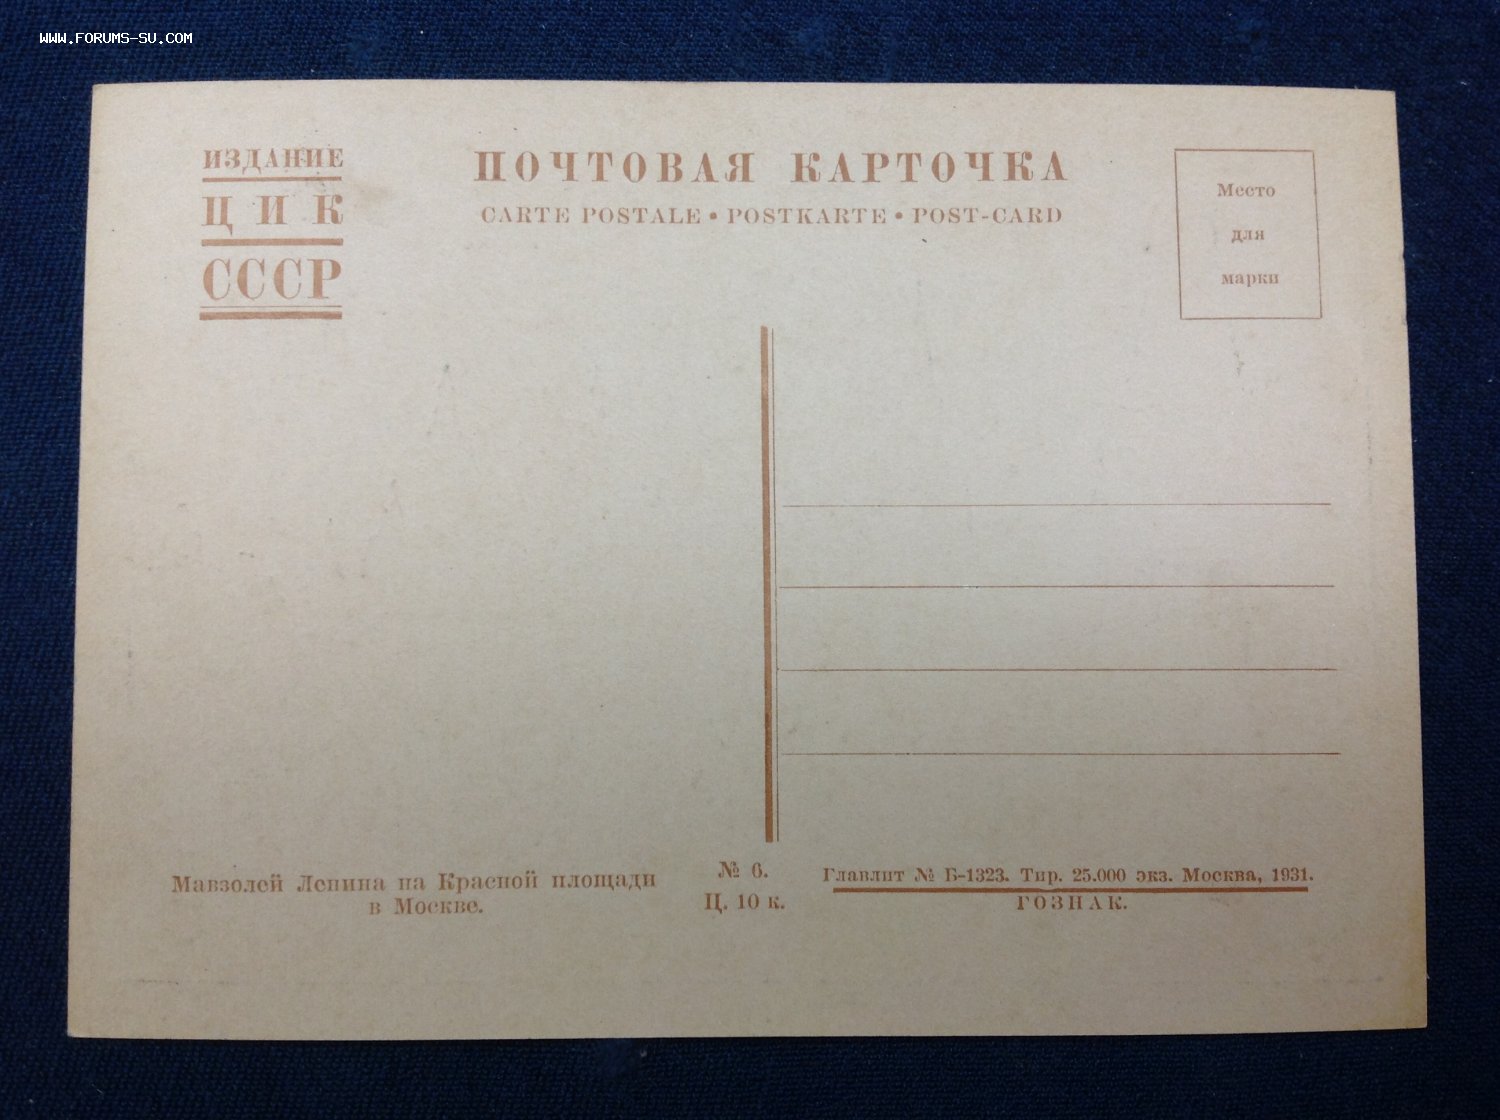 www.forums-su.com
ИЗДАНИЕ
ЦИК
СССР
ПОЧТОВАЯ КАРТОЧКА
CARTE POSTALE • POSTKARTE • POST-CARD
Место
для
марки
Мавзолей Ленина на Красной площади
в Москве.
№ 6.
Ц. 10 к.
Главлит № Б-1323. Тир. 25.000 экз. Москва, 1931.
ГОЗНАК.